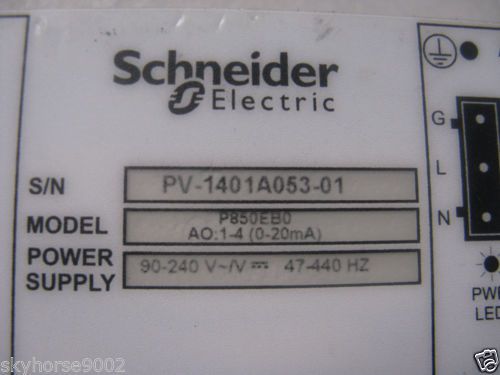 Schneider
Electric
S/N PV-1401A053-01
MODEL P850EB0
AO:1-4 (0-20mA)
POWER SUPPLY 90-240 V~/V⎓ 47-440 HZ
G
L
N
LED
skyhorse9002